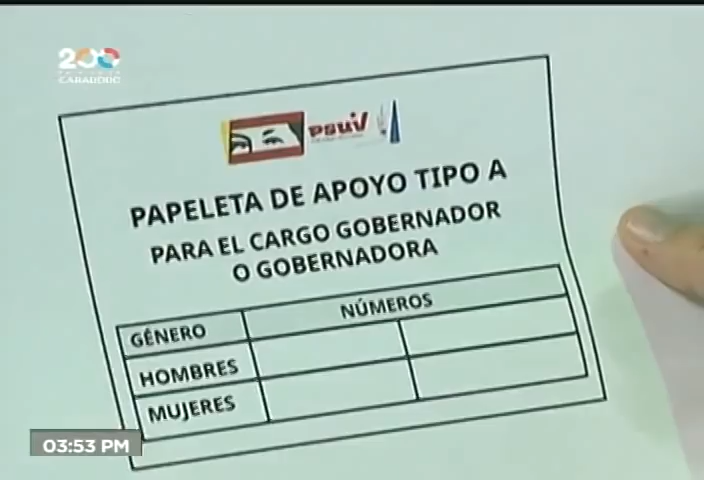 200
CARABOBO
PSUV
PAPELETA DE APOYO TIPO A
PARA EL CARGO GOBERNADOR
O GOBERNADORA
GÉNERO NÚMEROS
HOMBRES
MUJERES
03:53 PM